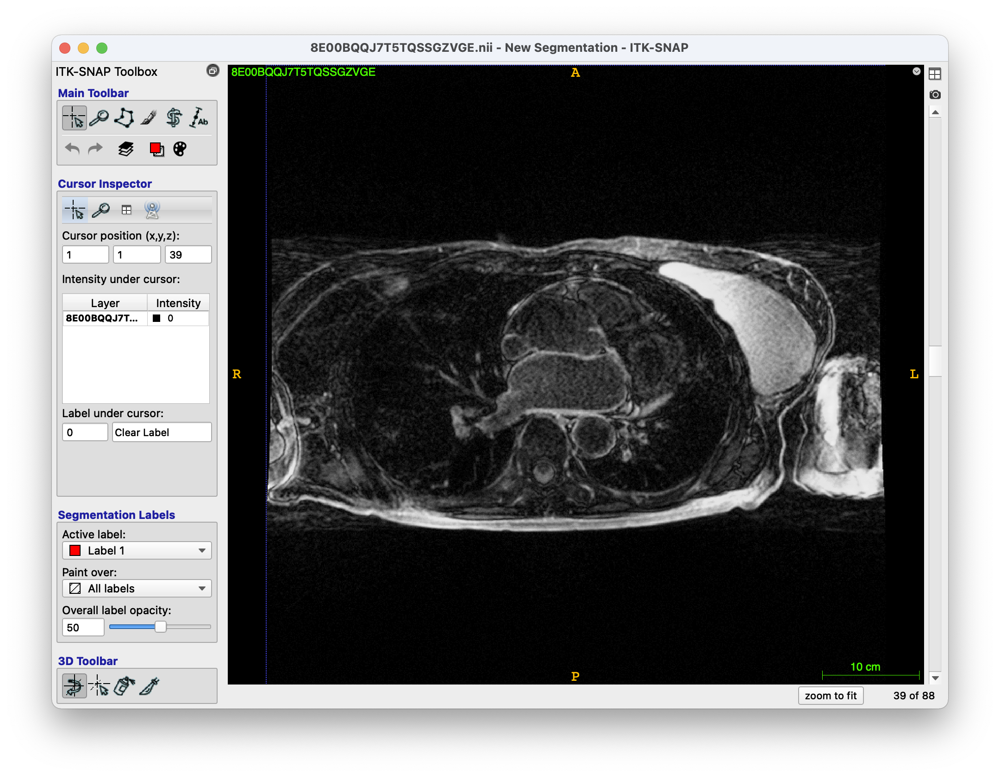 8E00BQQJ7T5TQSSGZVGE.nii - New Segmentation - ITK-SNAP
ITK-SNAP Toolbox
Main Toolbar
Ab
Cursor Inspector
Cursor position (x,y,z):
1 1 39
Intensity under cursor:
Layer Intensity
8E00BQQJ7T... 0
Label under cursor:
0 Clear Label
Segmentation Labels
Active label:
Label 1
Paint over:
All labels
Overall label opacity:
50
3D Toolbar
8E00BQQJ7T5TQSSGZVGE
A
R
L
P
10 cm
zoom to fit
39 of 88